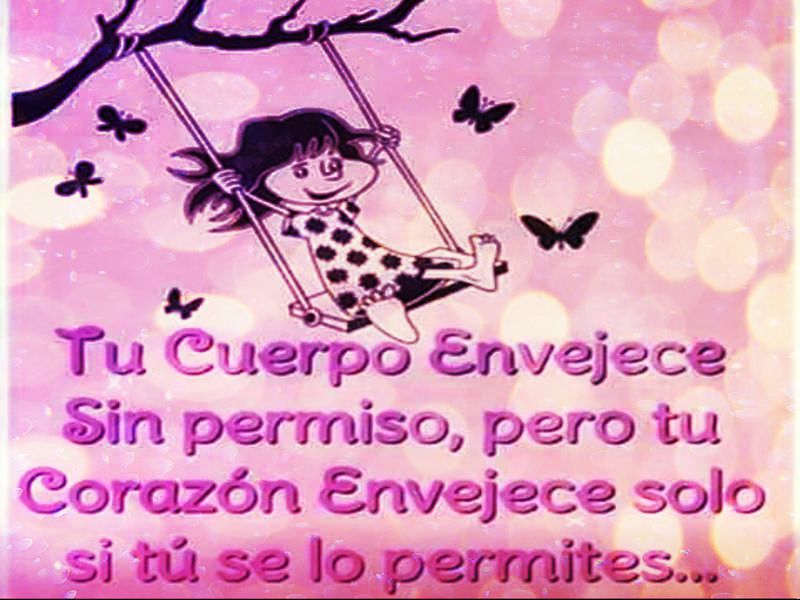 Tu Cuerpo Envejece
Sin permiso, pero tu
Corazón Envejece solo
si tú se lo permites...